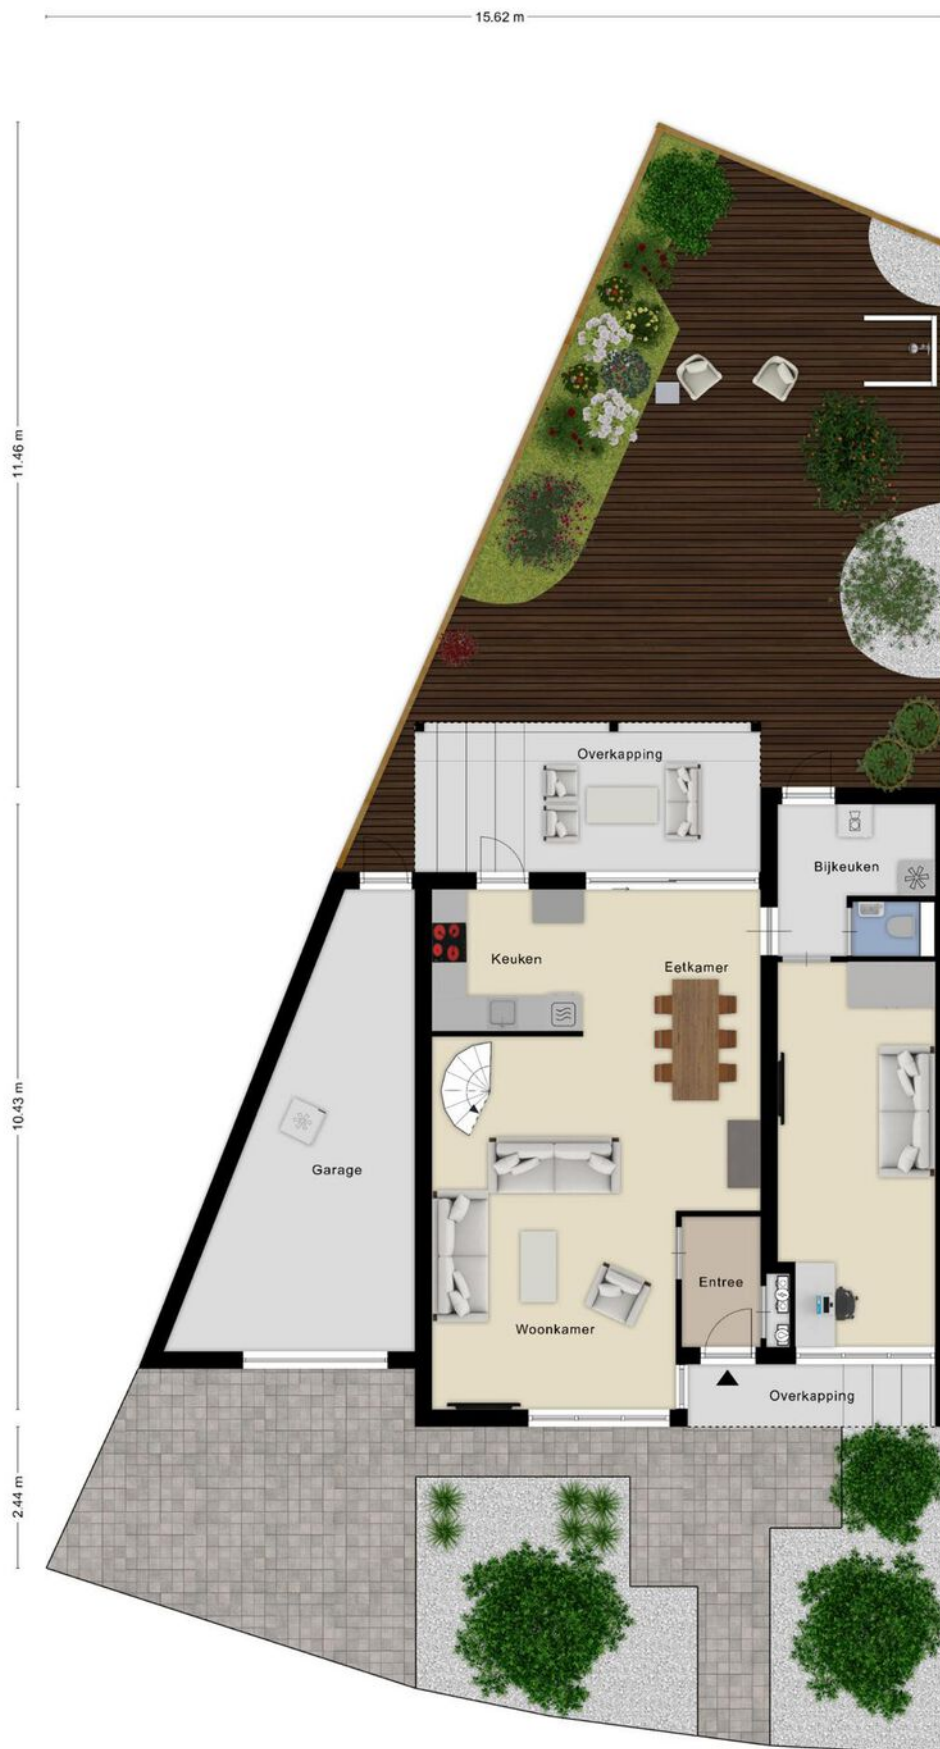 15.62 m
11.46 m
Overkapping
Bijkeuken
Keuken
Eetkamer
10.43 m
Garage
Entree
Woonkamer
Overkapping
2.44 m